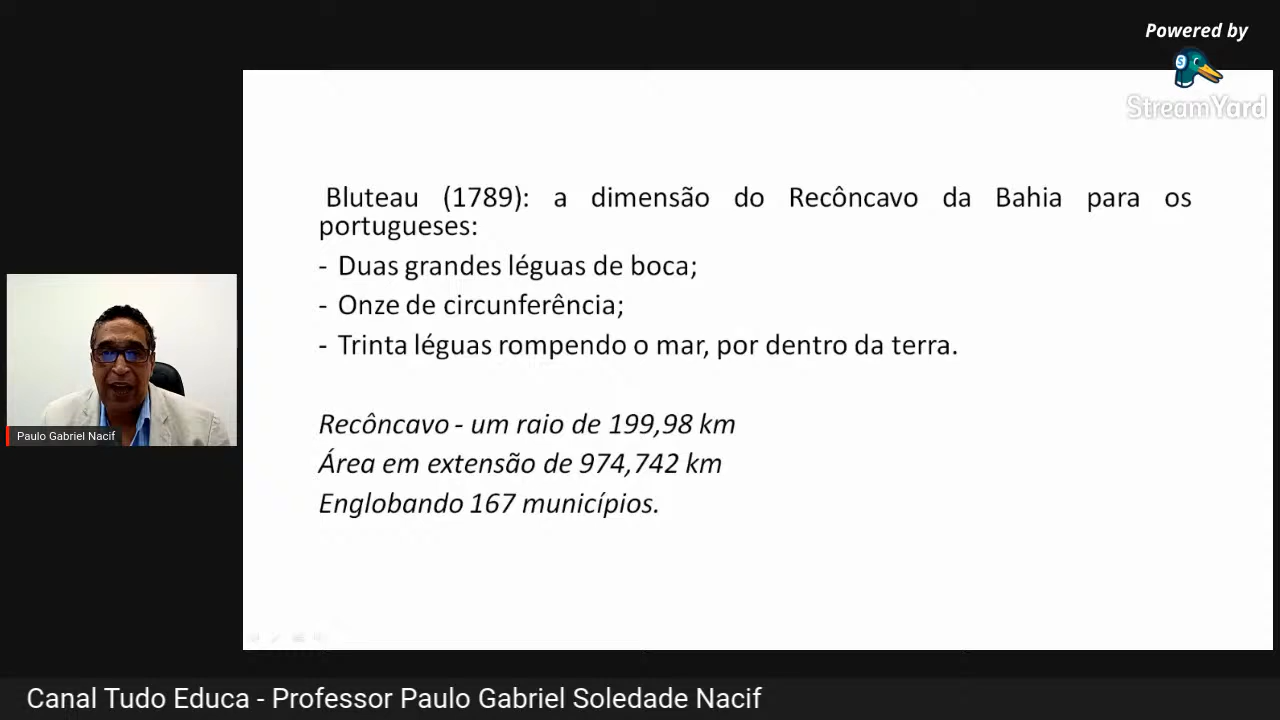 Powered by
StreamYard
Bluteau (1789): a dimensão do Recôncavo da Bahia para os
portugueses:
- Duas grandes léguas de boca;
- Onze de circunferência;
- Trinta léguas rompendo o mar, por dentro da terra.
Recôncavo - um raio de 199,98 km
Área em extensão de 974,742 km
Englobando 167 municípios.
Paulo Gabriel Nacif
Canal Tudo Educa - Professor Paulo Gabriel Soledade Nacif